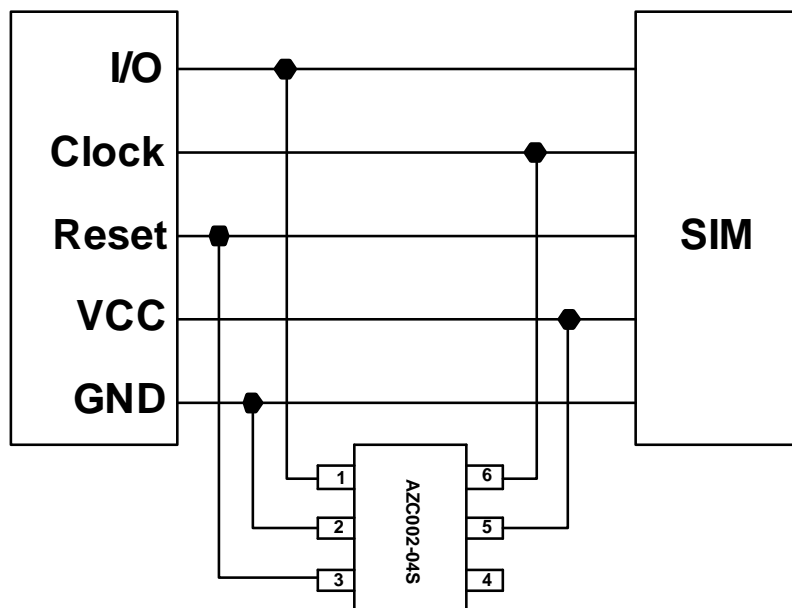 I/O
Clock
Reset
VCC
GND
SIM
1
2
3
AZC002-04S
6
5
4